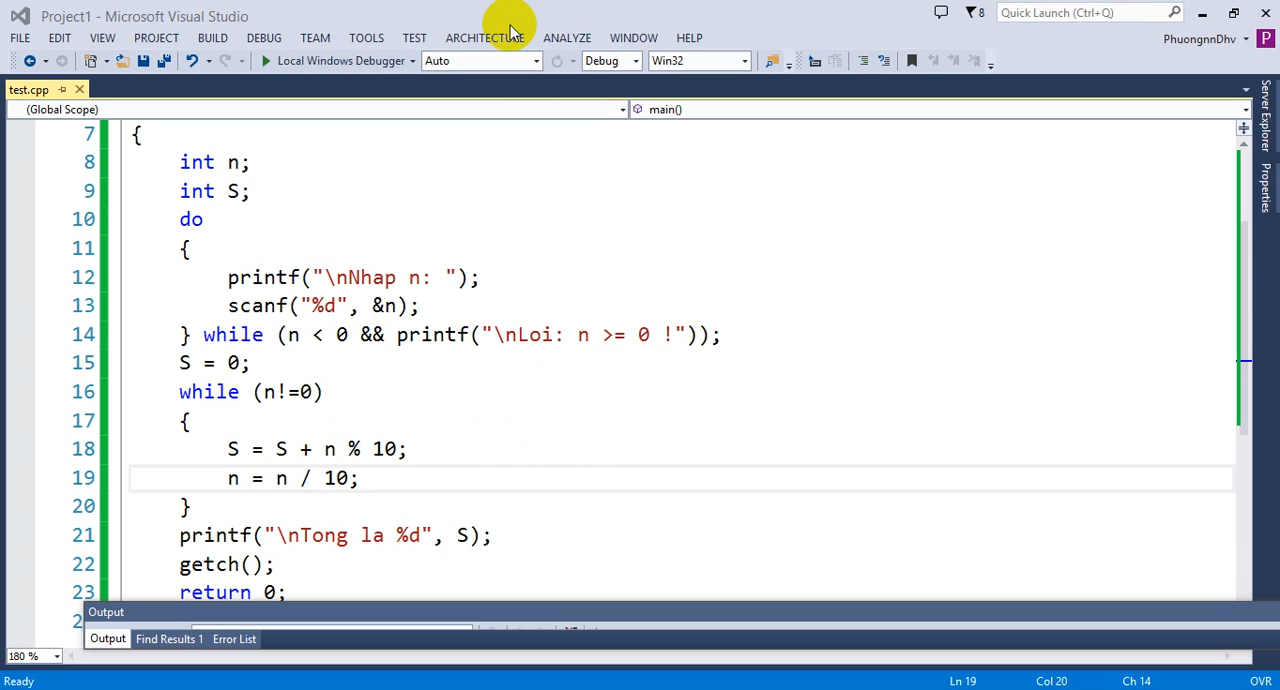 Project1 - Microsoft Visual Studio
8
Quick Launch (Ctrl+Q)
FILE EDIT VIEW PROJECT BUILD DEBUG TEAM TOOLS TEST ARCHITECTURE ANALYZE WINDOW HELP
PhuongnnDhv P
Local Windows Debugger Auto Debug Win32
test.cpp
(Global Scope) main()
Server Explorer
Properties
7 {
8 int n;
9 int S;
10 do
11 {
12 printf("\nNhap n: ");
13 scanf("%d", &n);
14 } while (n < 0 && printf("\nLoi: n >= 0 !"));
15 S = 0;
16 while (n!=0)
17 {
18 S = S + n % 10;
19 n = n / 10;
20 }
21 printf("\nTong la %d", S);
22 getch();
23 return 0;
Output
Output Find Results 1 Error List
180 %
Ready Ln 19 Col 20 Ch 14 OVR